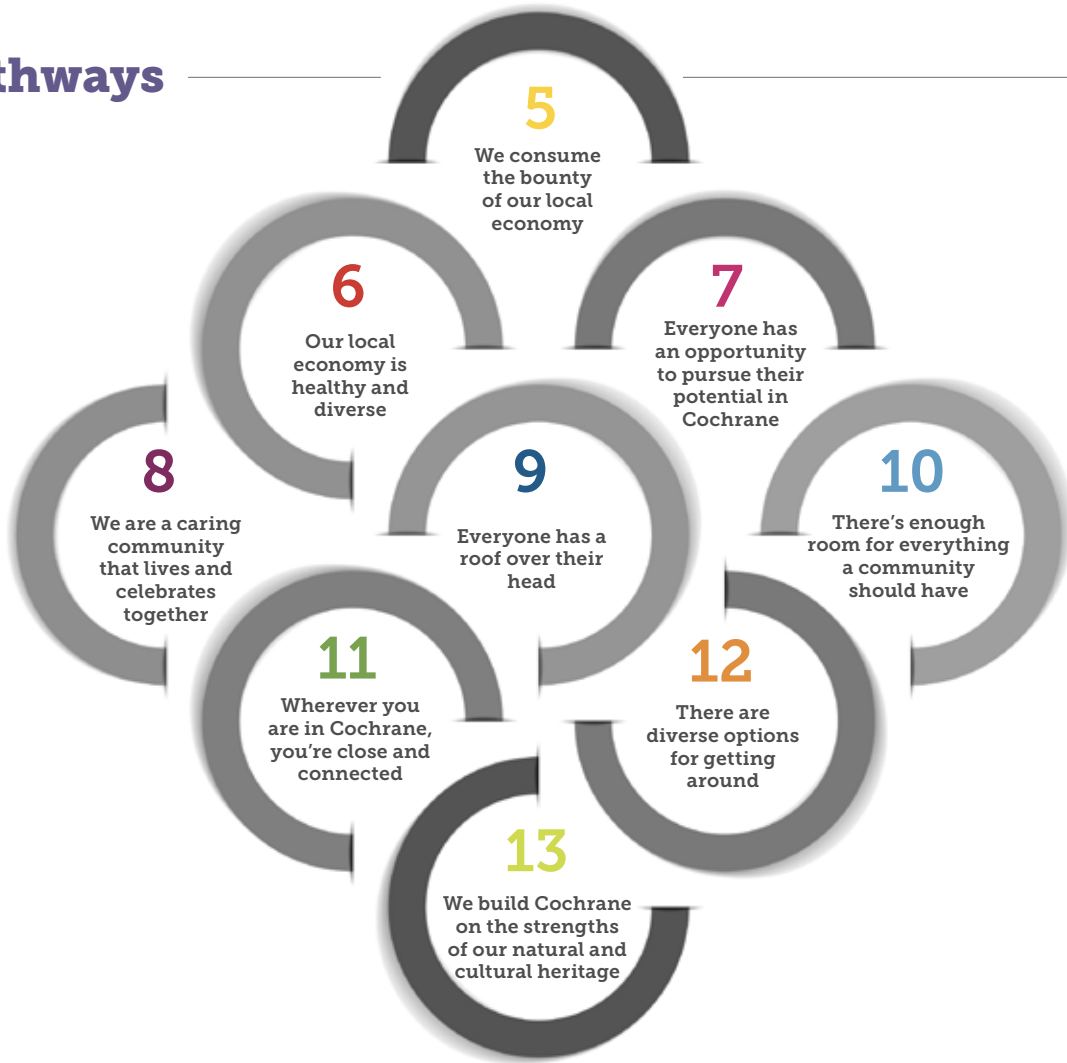 thways
5
We consume
the bounty
of our local
economy
6
Our local
economy is
healthy and
diverse
7
Everyone has
an opportunity
to pursue their
potential in
Cochrane
8
We are a caring
community
that lives and
celebrates
together
9
Everyone has a
roof over their
head
10
There's enough
room for everything
a community
should have
11
Wherever you
are in Cochrane,
you're close and
connected
12
There are
diverse options
for getting
around
13
We build Cochrane
on the strengths
of our natural and
cultural heritage